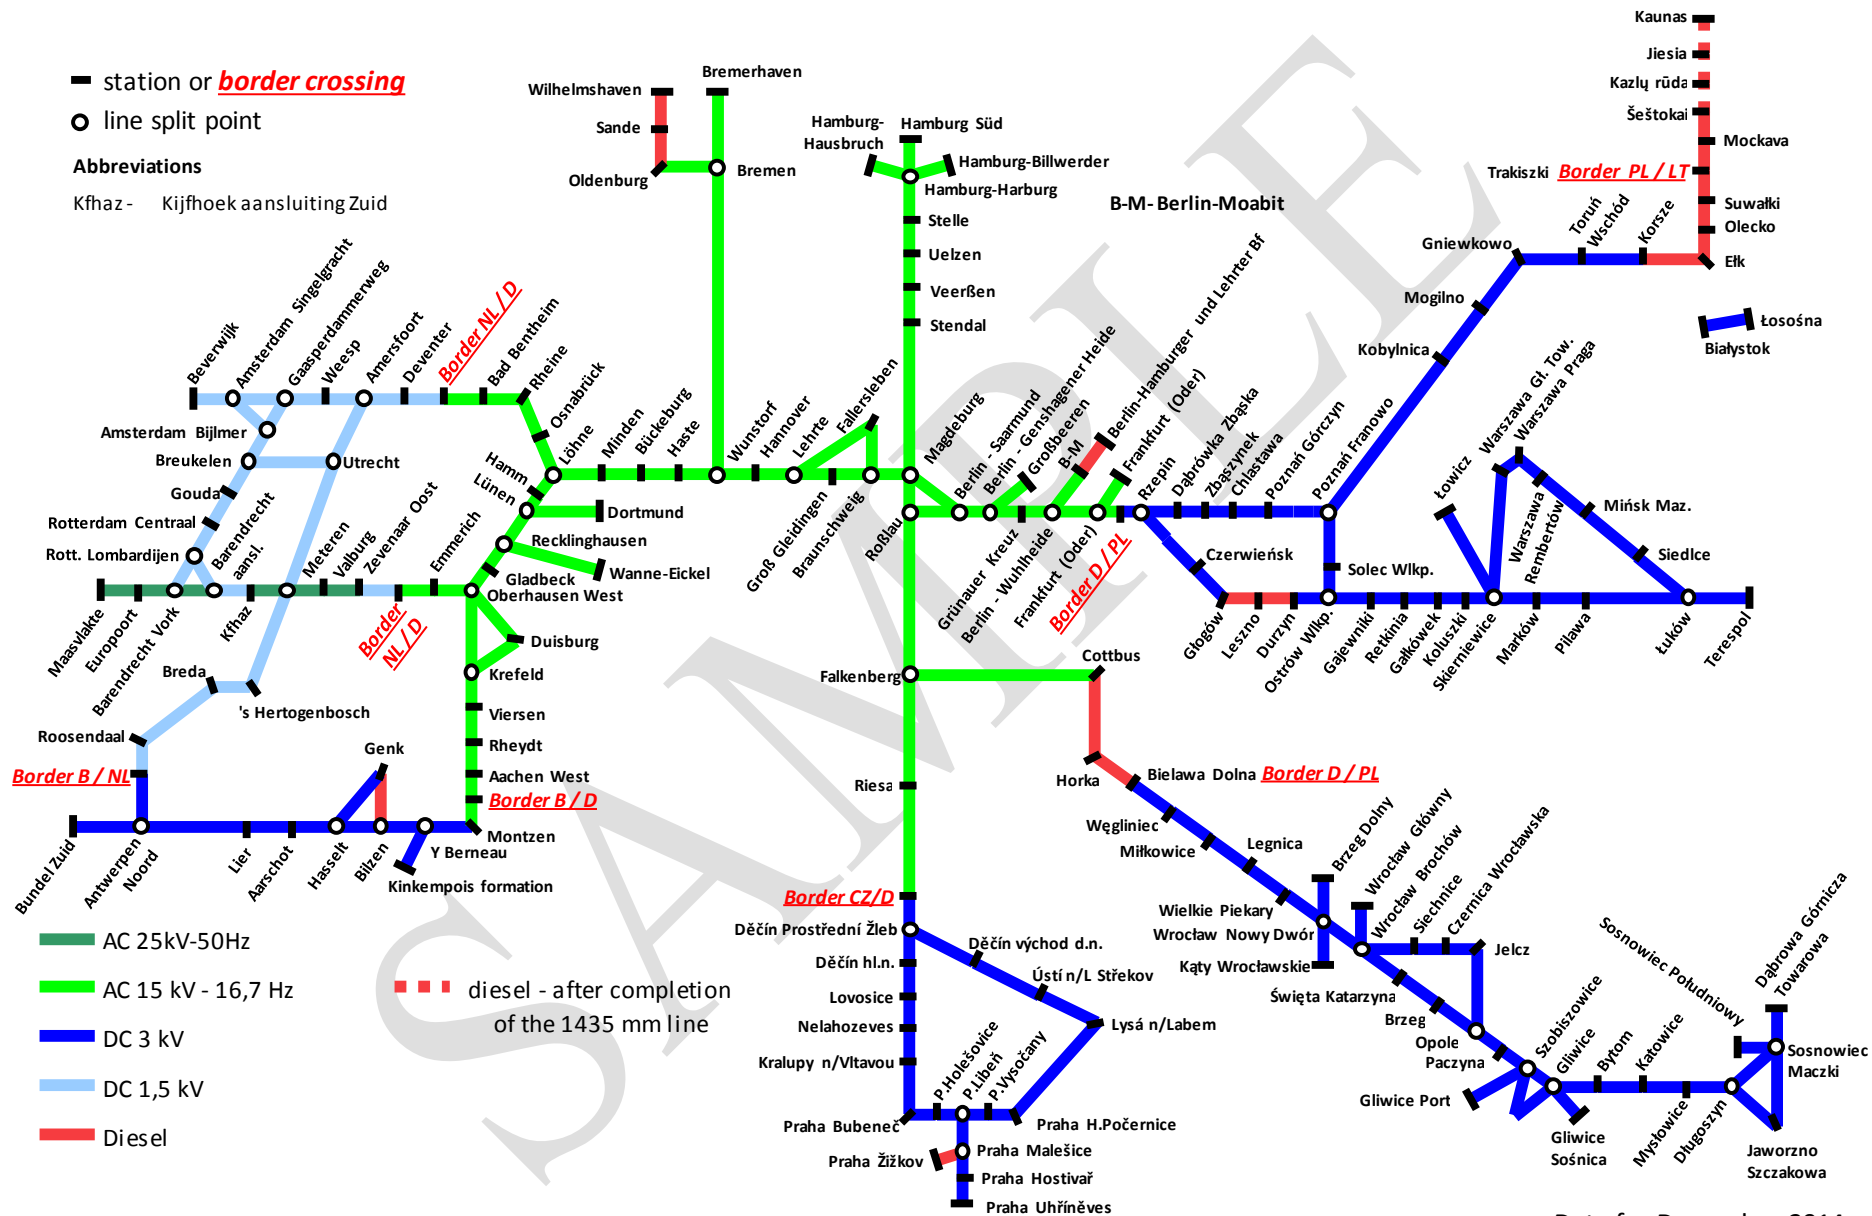 station or border crossing
line split point
Abbreviations
Kfhaz - Kijfhoek aansluiting Zuid
Wilhelmshaven
Sande
Oldenburg
Bremerhaven
Bremen
Hamburg-
Hausbruch
Hamburg Süd
Hamburg-Billwerder
Hamburg-Harburg
Stelle
Uelzen
Veerßen
Stendal
B-M- Berlin-Moabit
Kaunas
Jiesia
Kazlų rūda
Šeštokai
Mockava
Trakiszki Border PL / LT
Suwałki
Olecko
Ełk
Korsze
Toruń
Wschód
Gniewkowo
Mogilno
Kobylnica
Łosośna
Białystok
Beverwijk
Amsterdam Singelgracht
Gaasperdammerweg
Weesp
Amersfoort
Deventer
Border NL / D
Bad Bentheim
Rheine
Osnabrück
Löhne
Minden
Bückeburg
Haste
Wunstorf
Hannover
Lehrte
Fallersleben
Groß Gleidingen
Braunschweig
Magdeburg
Roßlau
Berlin - Saarmund
Berlin - Genshagener Heide
Großbeeren
B-M
Berlin-Hamburger und Lehrter Bf
Frankfurt (Oder)
Grünauer Kreuz
Berlin - Wuhlheide
Frankfurt (Oder)
Border D / PL
Rzepin
Dąbrówka Zbąska
Zbąszynek
Chlastawa
Poznań Górczyn
Poznań Franowo
Amsterdam Bijlmer
Breukelen
Utrecht
Gouda
Rotterdam Centraal
Rott. Lombardijen
Barendrecht
aansl.
Meteren
Valburg
Zevenaar Oost
Emmerich
Hamm
Lünen
Dortmund
Recklinghausen
Wanne-Eickel
Gladbeck
Oberhausen West
Maasvlakte
Europoort
Barendrecht Vork
Kfhaz
Border
NL / D
Duisburg
Krefeld
Viersen
Rheydt
Aachen West
Border B / D
Montzen
Breda
's Hertogenbosch
Roosendaal
Border B / NL
Genk
Bundel Zuid
Antwerpen
Noord
Lier
Aarschot
Hasselt
Bilzen
Y Berneau
Kinkempois formation
Czerwieńsk
Solec Wlkp.
Głogów
Leszno
Durzyn
Ostrów Wlkp.
Gajewniki
Retkinia
Gałkówek
Koluszki
Skierniewice
Łowicz
Warszawa Gł. Tow.
Warszawa Praga
Warszawa
Rembertów
Mińsk Maz.
Siedlce
Marków
Pilawa
Łuków
Terespol
Falkenberg
Cottbus
Horka
Bielawa Dolna Border D / PL
Riesa
Węgliniec
Miłkowice
Legnica
Wielkie Piekary
Wrocław Nowy Dwór
Kąty Wrocławskie
Brzeg Dolny
Wrocław Główny
Wrocław Brochów
Siechnice
Czernica Wrocławska
Jelcz
Święta Katarzyna
Brzeg
Opole
Paczyna
Szobiszowice
Gliwice
Gliwice Port
Gliwice
Sośnica
Bytom
Katowice
Mysłowice
Długoszyn
Sosnowiec Południowy
Dąbrowa Górnicza
Towarowa
Sosnowiec
Maczki
Jaworzno
Szczakowa
Border CZ/D
Děčín Prostřední Žleb
Děčín východ d.n.
Děčín hl.n.
Ústí n/L Střekov
Lovosice
Nelahozeves
Lysá n/Labem
Kralupy n/Vltavou
P.Holešovice
P.Libeň
P.Vysočany
Praha Bubeneč
Praha H.Počernice
Praha Malešice
Praha Žižkov
Praha Hostivař
Praha Uhříněves
AC 25kV-50Hz
AC 15 kV - 16,7 Hz
DC 3 kV
DC 1,5 kV
Diesel
diesel - after completion
of the 1435 mm line
SAMPLE